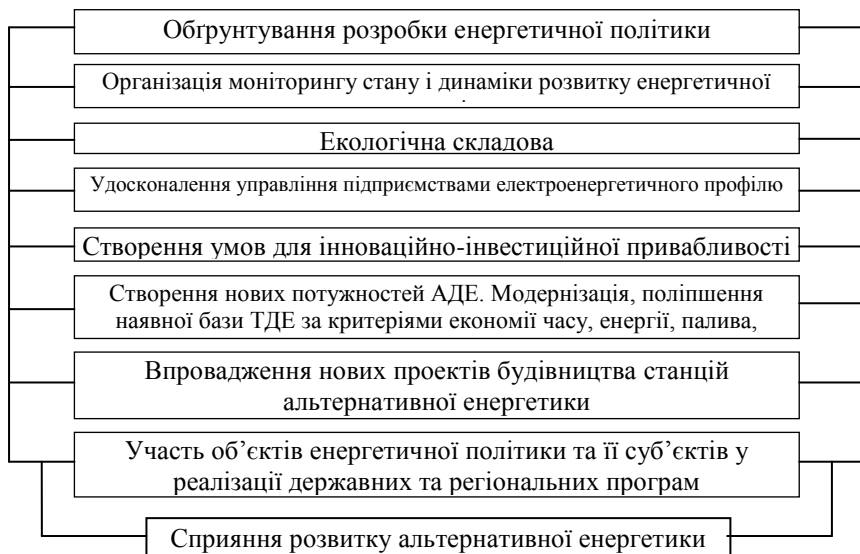 Обґрунтування розробки енергетичної політики
Організація моніторингу стану і динаміки розвитку енергетичної
Екологічна складова
Удосконалення управління підприємствами електроенергетичного профілю
Створення умов для інноваційно-інвестиційної привабливості
Створення нових потужностей АДЕ. Модернізація, поліпшення
наявної бази ТДЕ за критеріями економії часу, енергії, палива,
Впровадження нових проектів будівництва станцій
альтернативної енергетики
Участь об’єктів енергетичної політики та її суб’єктів у
реалізації державних та регіональних програм
Сприяння розвитку альтернативної енергетики